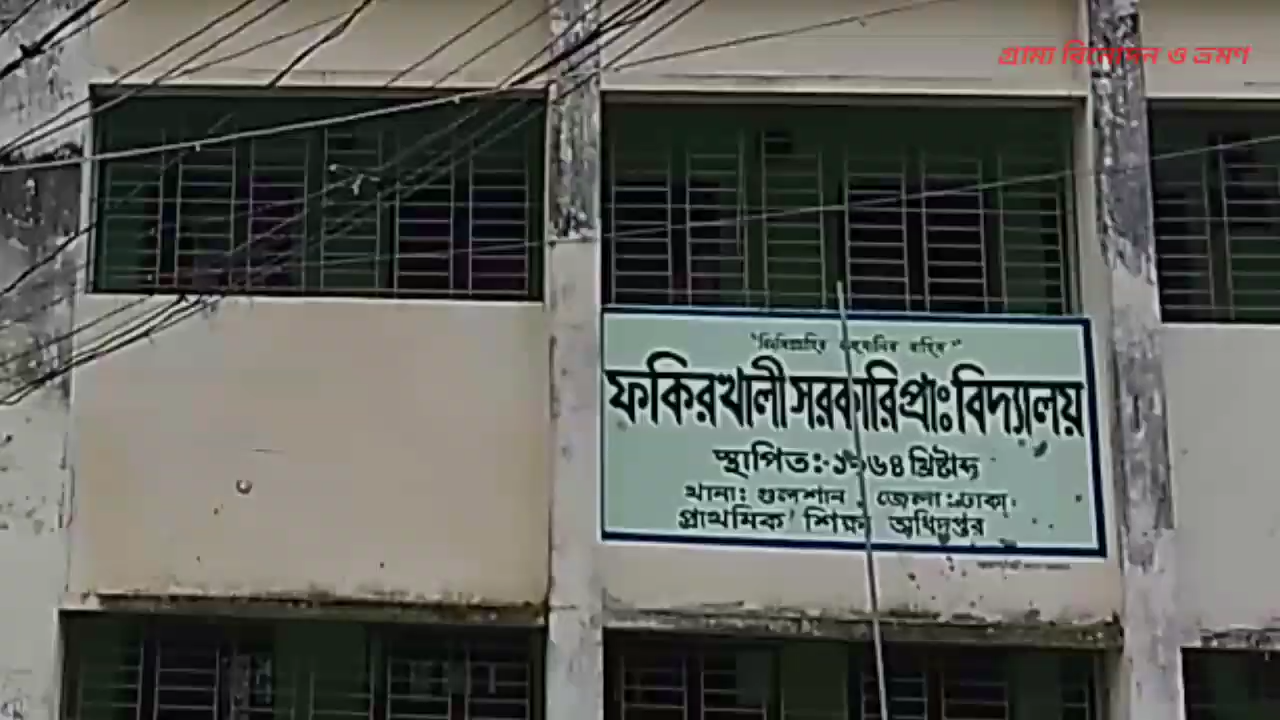 গ্রাম্য বিনোদন ও ভ্রমণ
ফকিরখালী সরকারি প্রাঃ বিদ্যালয়
স্থাপিতঃ- ১৯৬৪ খ্রিষ্টাব্দ
থানাঃ গুলশান, জেলাঃ ঢাকা।
প্রাথমিক শিক্ষা অধিদপ্তর